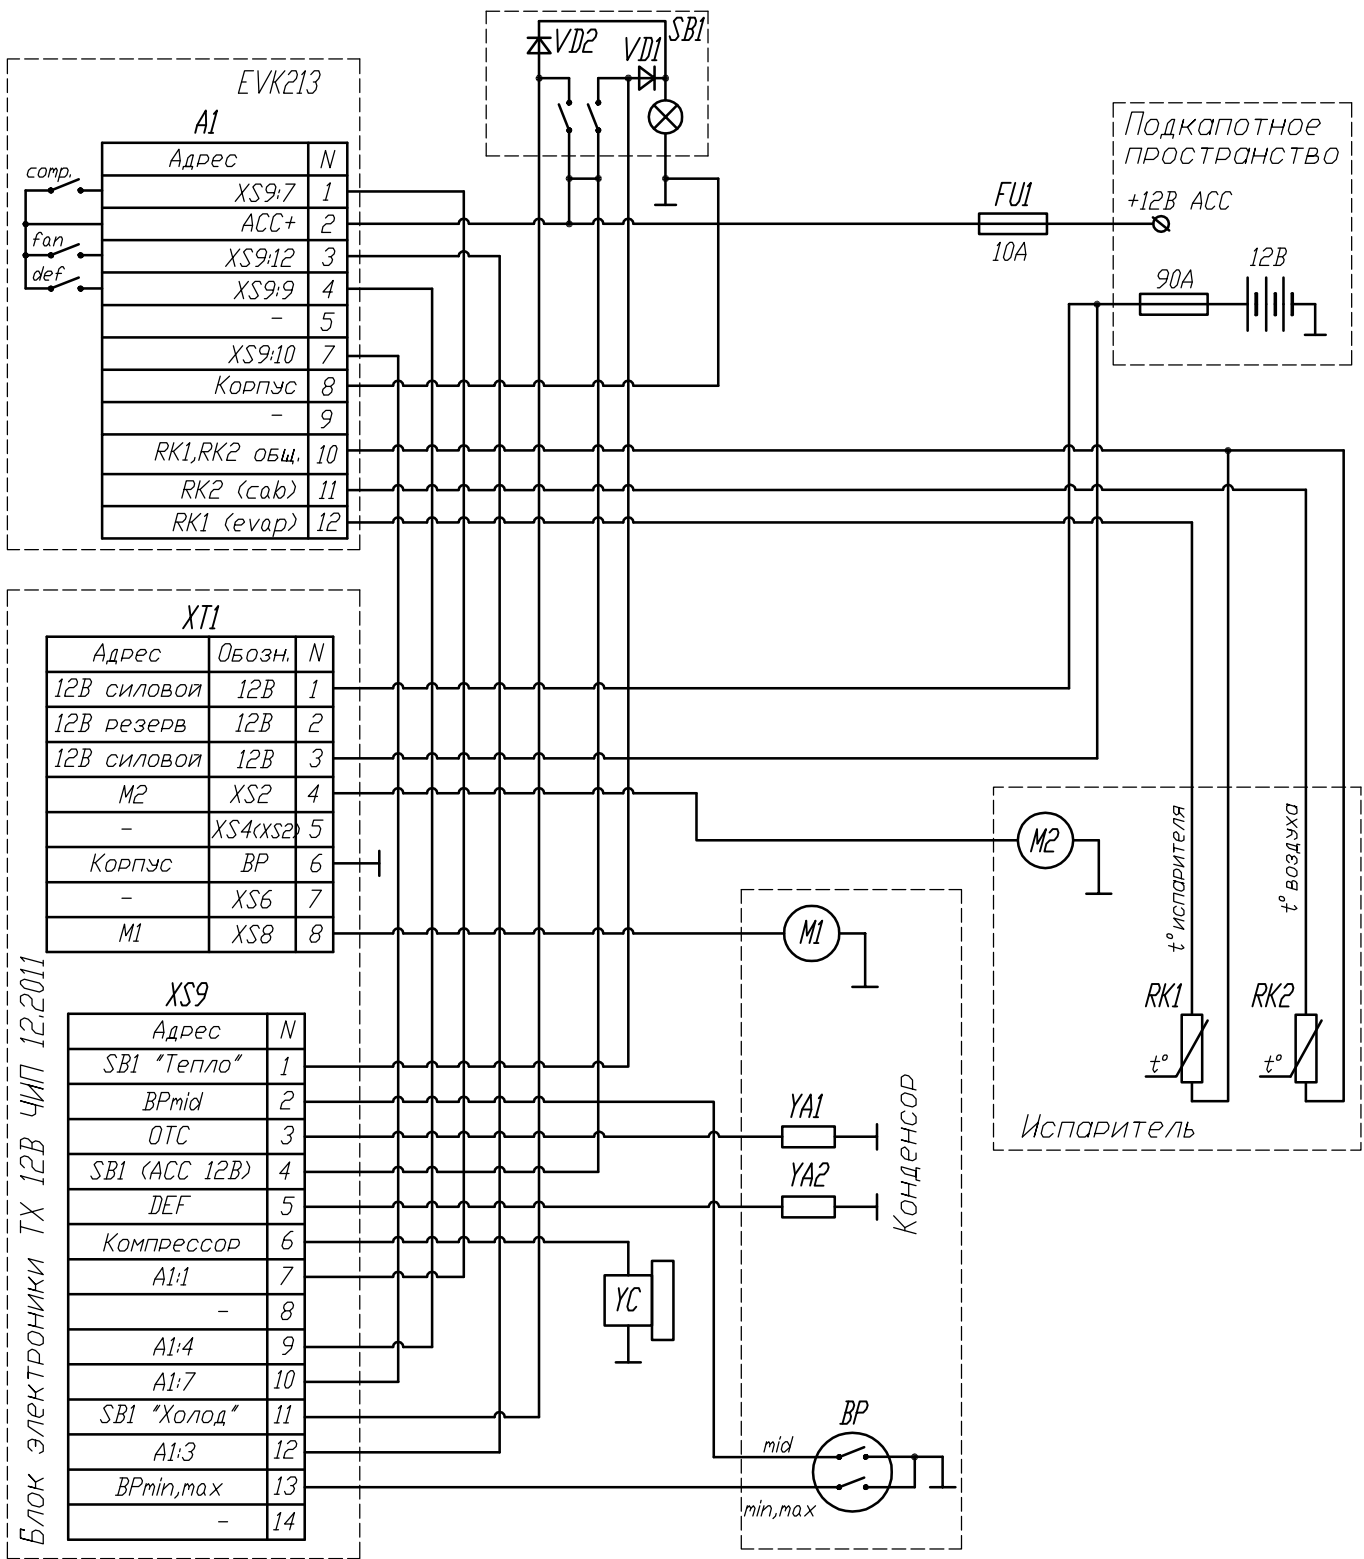 EVK213
A1
Адрес N
comp.
XS9:7 1
ACC+ 2
fan
XS9:12 3
def
XS9:9 4
- 5
XS9:10 7
Корпус 8
- 9
RK1,RK2 общ. 10
RK2 (cab) 11
RK1 (evap) 12
VD2
VD1
SB1
Подкапотное
пространство
+12В АСС
FU1
10А
12В
90А
XT1
Адрес Обозн. N
12В силовой 12В 1
12В резерв 12В 2
12В силовой 12В 3
M2 XS2 4
- XS4(XS2) 5
Корпус BP 6
- XS6 7
M1 XS8 8
M2
t° испарителя
t° воздуха
RK1
t°
RK2
t°
Испаритель
M1
Блок электроники ТХ 12В ЧИП 12.2011
XS9
Адрес N
SB1 "Тепло" 1
BPmid 2
OTC 3
SB1 (ACC 12В) 4
DEF 5
Компрессор 6
A1:1 7
- 8
A1:4 9
A1:7 10
SB1 "Холод" 11
A1:3 12
BPmin,max 13
- 14
YA1
YA2
Конденсор
YC
BP
mid
min,max